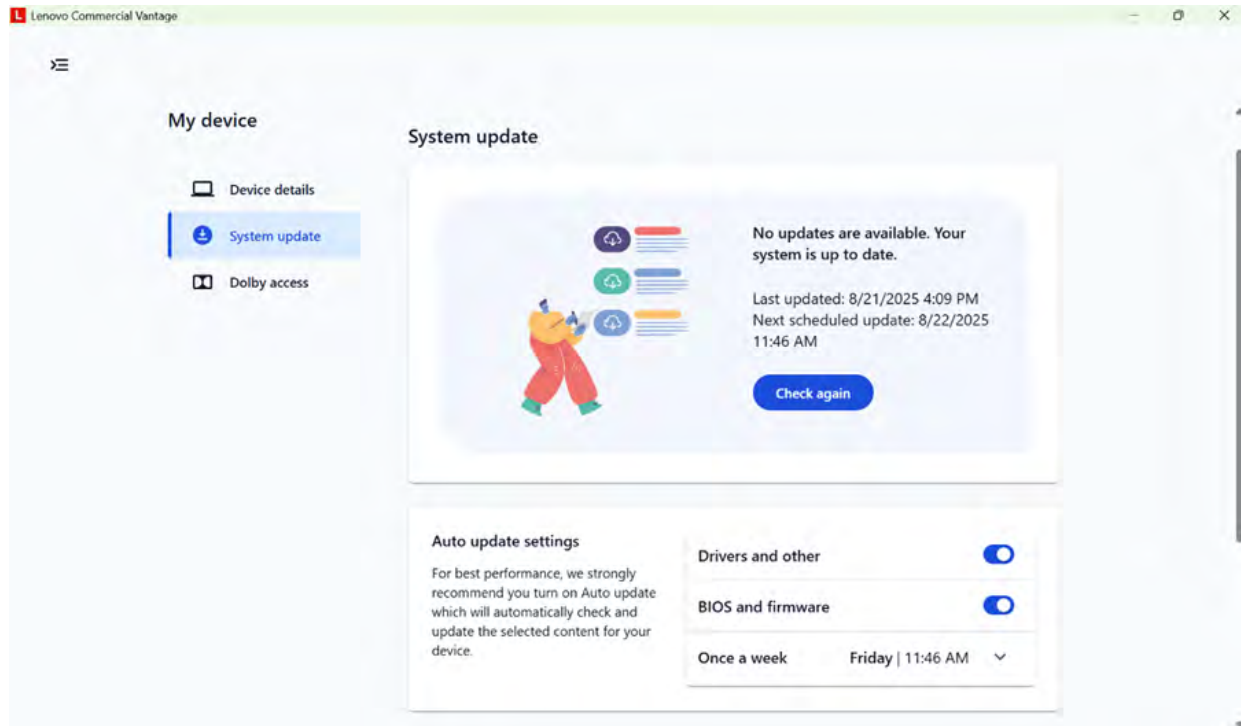 L Lenovo Commercial Vantage
My device
Device details
System update
Dolby access
System update
No updates are available. Your
system is up to date.
Last updated: 8/21/2025 4:09 PM
Next scheduled update: 8/22/2025
11:46 AM
Check again
Auto update settings
For best performance, we strongly
recommend you turn on Auto update
which will automatically check and
update the selected content for your
device.
Drivers and other
BIOS and firmware
Once a week Friday | 11:46 AM